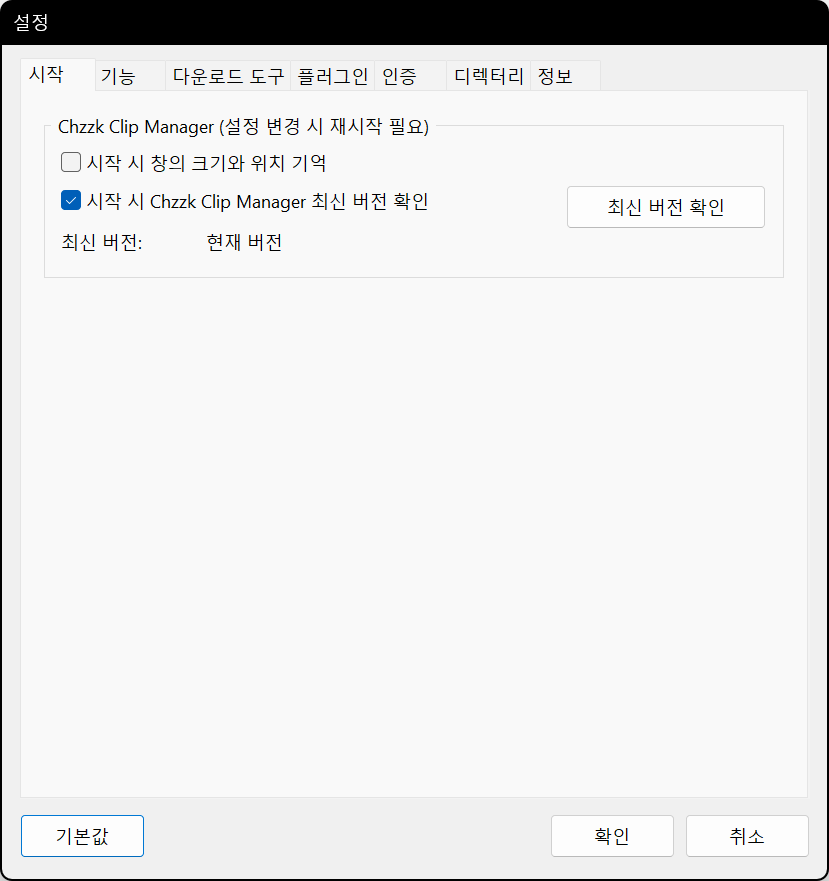 설정
시작 기능 다운로드 도구 플러그인 인증 디렉터리 정보
Chzzk Clip Manager (설정 변경 시 재시작 필요)
시작 시 창의 크기와 위치 기억
시작 시 Chzzk Clip Manager 최신 버전 확인
최신 버전 확인
최신 버전: 현재 버전
기본값 확인 취소